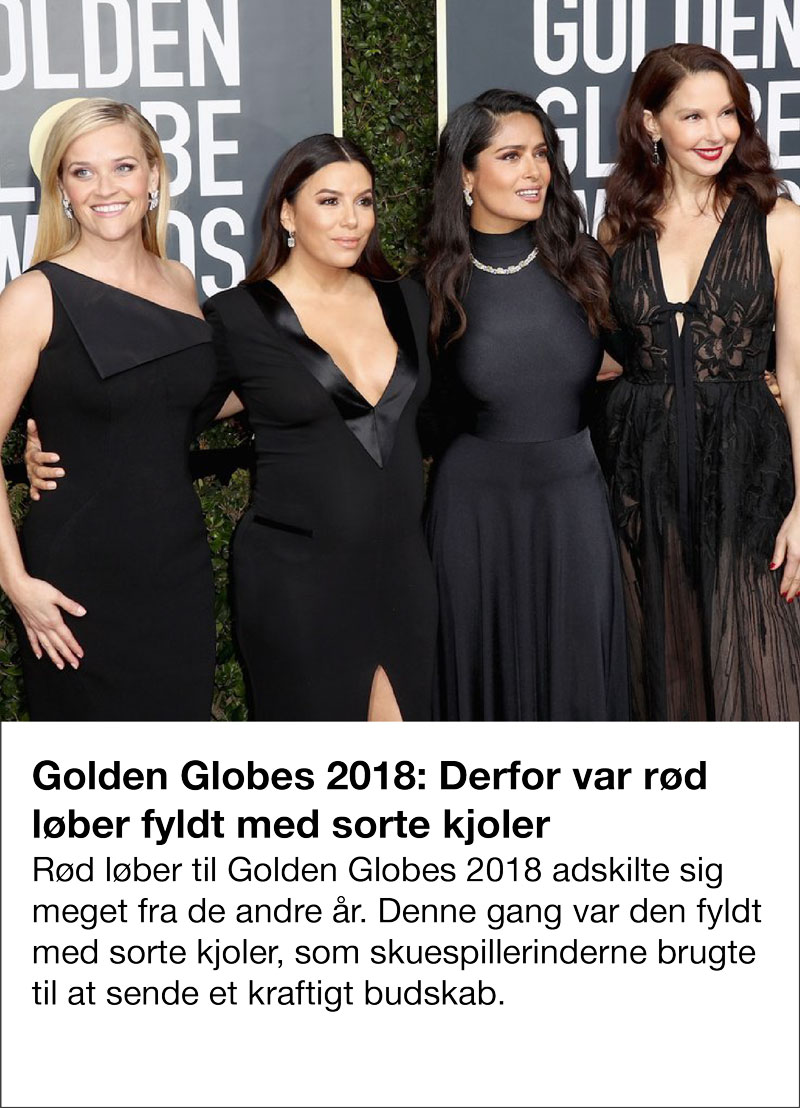 OLDEN
BE
W DS
GOLDEN
GL BE
Golden Globes 2018: Derfor var rød
løber fyldt med sorte kjoler
Rød løber til Golden Globes 2018 adskilte sig
meget fra de andre år. Denne gang var den fyldt
med sorte kjoler, som skuespillerinderne brugte
til at sende et kraftigt budskab.